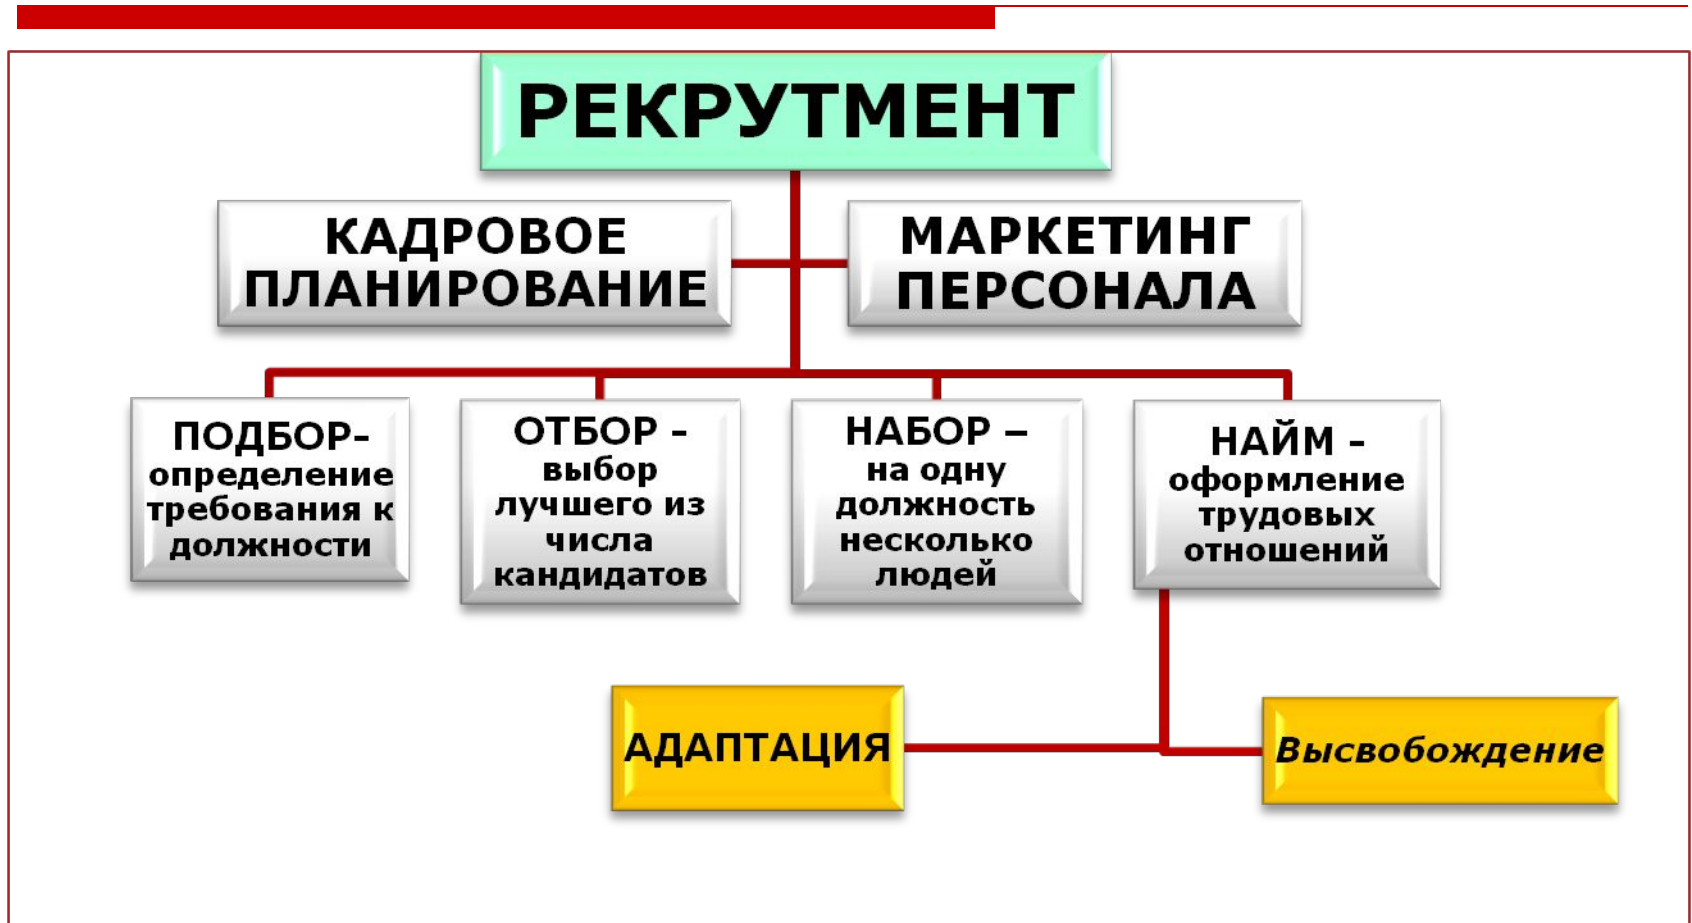 РЕКРУТМЕНТ
КАДРОВОЕ
ПЛАНИРОВАНИЕ
МАРКЕТИНГ
ПЕРСОНАЛА
ПОДБОР-
определение
требования к
должности
ОТБОР -
выбор
лучшего из
числа
кандидатов
НАБОР –
на одну
должность
несколько
людей
НАЙМ –
оформление
трудовых
отношений
АДАПТАЦИЯ
Высвобождение